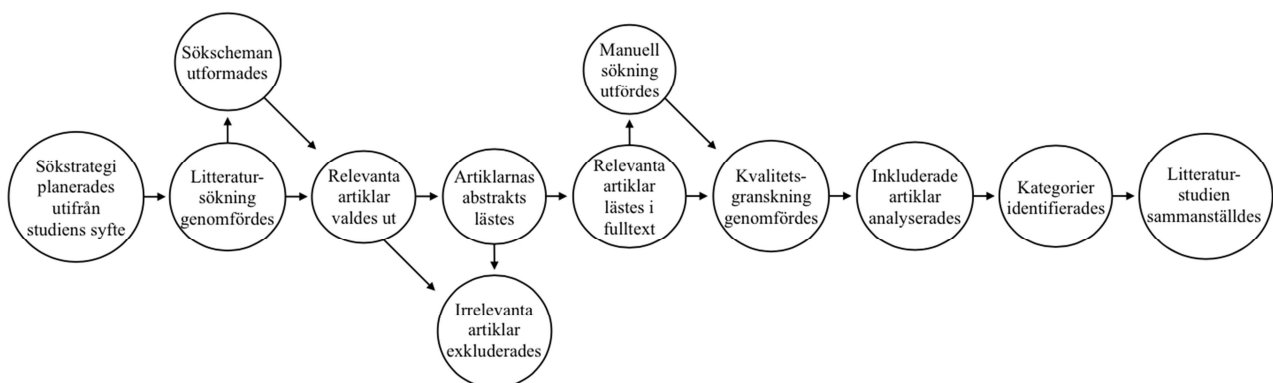 Sökstrategi
planerades
utifrån
studiens syfte
Litteratur-
sökning
genomfördes
Sökscheman
utformades
Relevanta
artiklar
valdes ut
Artiklarnas
abstrakts
lästes
Irrelevanta
artiklar
exkluderades
Relevanta
artiklar
lästes i
fulltext
Manuell
sökning
utfördes
Kvalitets-
granskning
genomfördes
Inkluderade
artiklar
analyserades
Kategorier
identifierades
Litteratur-
studien
sammanställdes